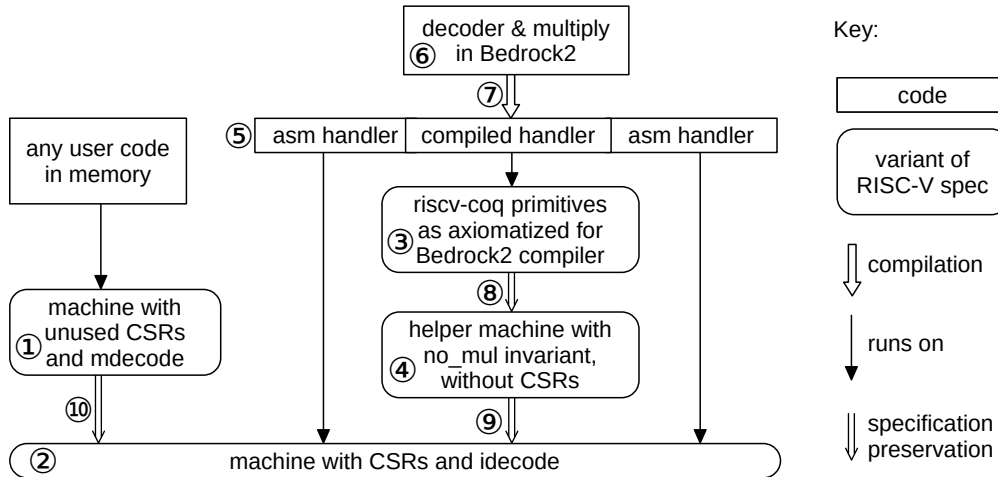 decoder & multiply
⑥ in Bedrock2
⑦
Key:
code
⑤ asm handler
compiled handler
asm handler
any user code
in memory
variant of
RISC-V spec
riscv-coq primitives
③ as axiomatized for
Bedrock2 compiler
compilation
⑧
machine with
① unused CSRs
and mdecode
helper machine with
④ no_mul invariant,
without CSRs
runs on
⑩
⑨
specification
preservation
② machine with CSRs and idecode